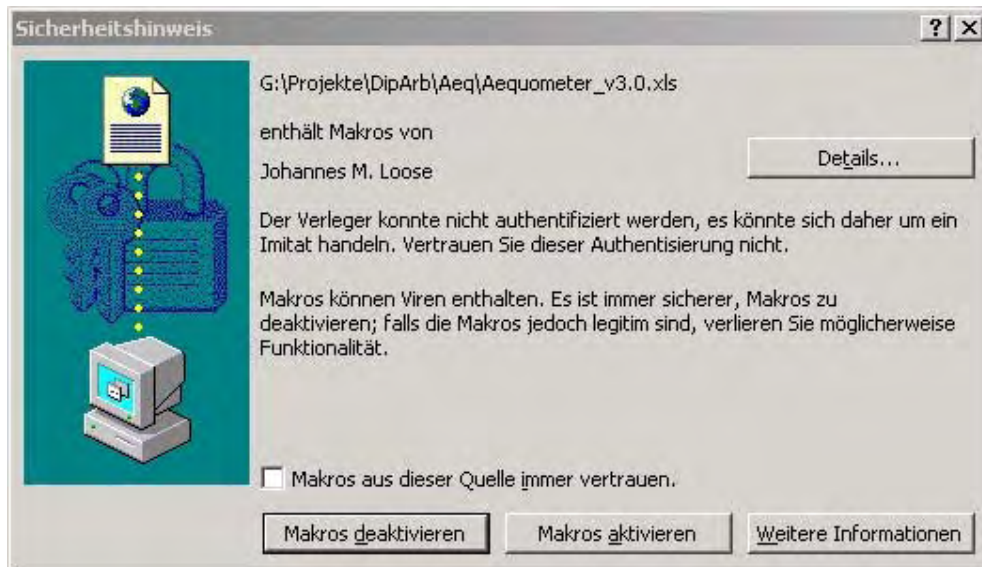 Sicherheitshinweis
G:\Projekte\DipArb\Aeq\Aequometer_v3.0.xls
enthält Makros von
Details...
Johannes M. Loose
Der Verleger konnte nicht authentifiziert werden, es könnte sich daher um ein
Imitat handeln. Vertrauen Sie dieser Authentisierung nicht.
Makros können Viren enthalten. Es ist immer sicherer, Makros zu
deaktivieren; falls die Makros jedoch legitim sind, verlieren Sie möglicherweise
Funktionalität.
Makros aus dieser Quelle immer vertrauen.
Makros deaktivieren
Makros aktivieren
Weitere Informationen